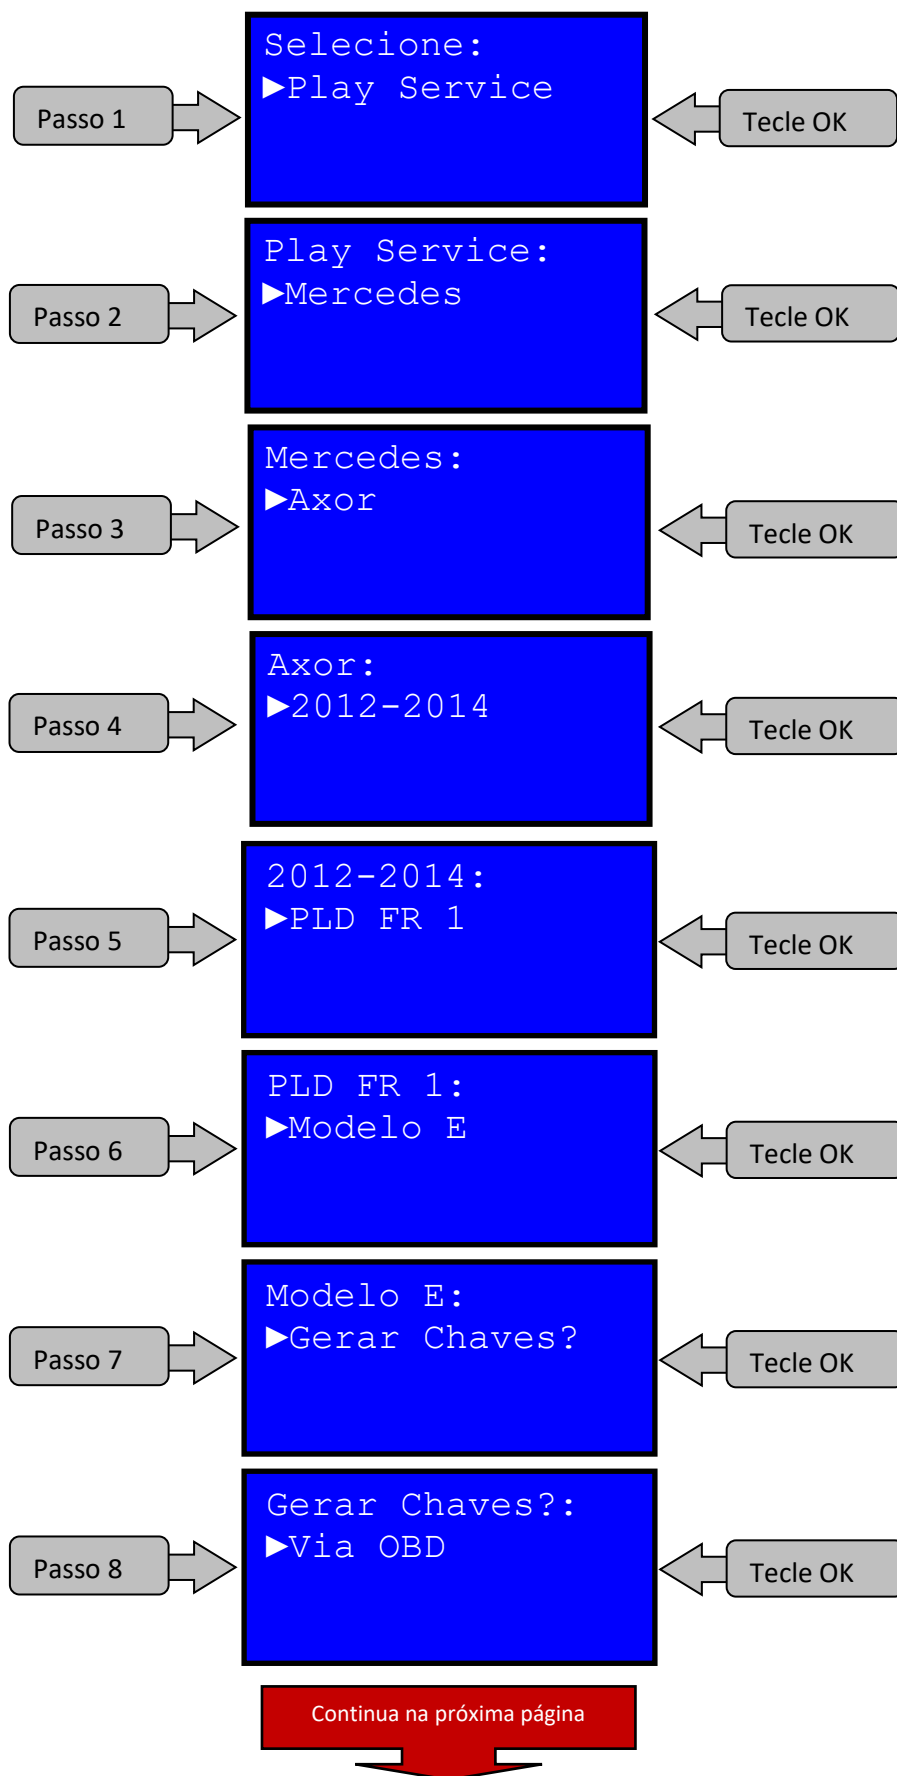 Selecione:
►Play Service
Passo 1
Tecle OK
Play Service:
►Mercedes
Passo 2
Tecle OK
Mercedes:
►Axor
Passo 3
Tecle OK
Axor:
►2012-2014
Passo 4
Tecle OK
2012-2014:
►PLD FR 1
Passo 5
Tecle OK
PLD FR 1:
►Modelo E
Passo 6
Tecle OK
Modelo E:
►Gerar Chaves?
Passo 7
Tecle OK
Gerar Chaves?:
►Via OBD
Passo 8
Tecle OK
Continua na próxima página